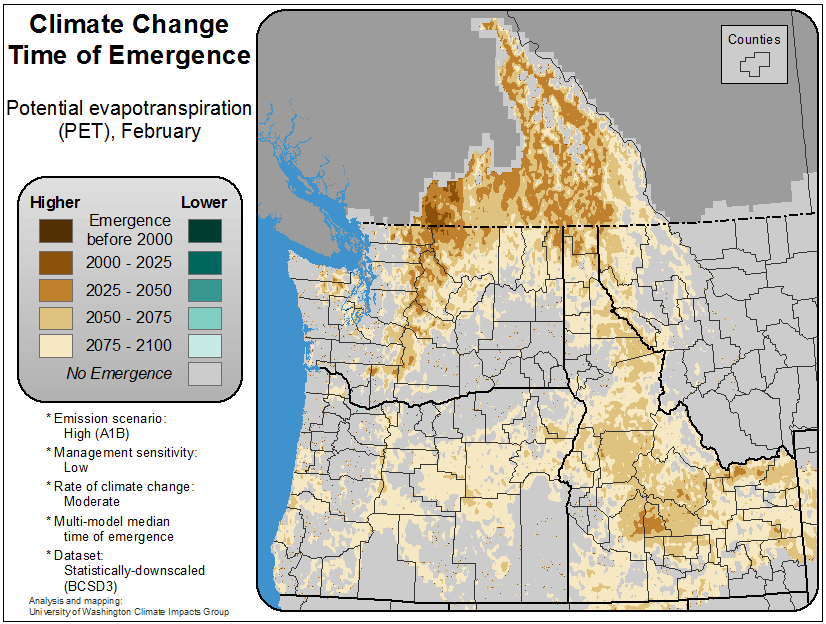 Climate Change
Time of Emergence
Potential evapotranspiration
(PET), February
Higher Lower
Emergence
before 2000
2000 - 2025
2025 - 2050
2050 - 2075
2075 - 2100
No Emergence
* Emission scenario:
High (A1B)
* Management sensitivity:
Low
* Rate of climate change:
Moderate
* Multi-model median
time of emergence
* Dataset:
Statistically-downscaled
(BCSD3)
Analysis and mapping:
University of Washington Climate Impacts Group
Counties